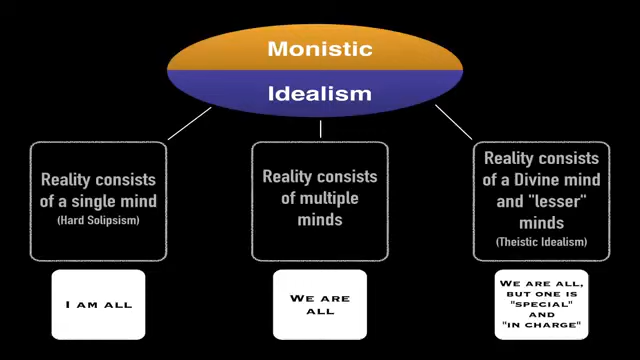 Monistic
Idealism
Reality consists
of a single mind
(Hard Solipsism)
Reality consists
of multiple
minds
Reality consists
of a Divine mind
and "lesser"
minds
(Theistic Idealism)
I am all
We are
all
We are all,
but one is
"special"
and
"in charge"